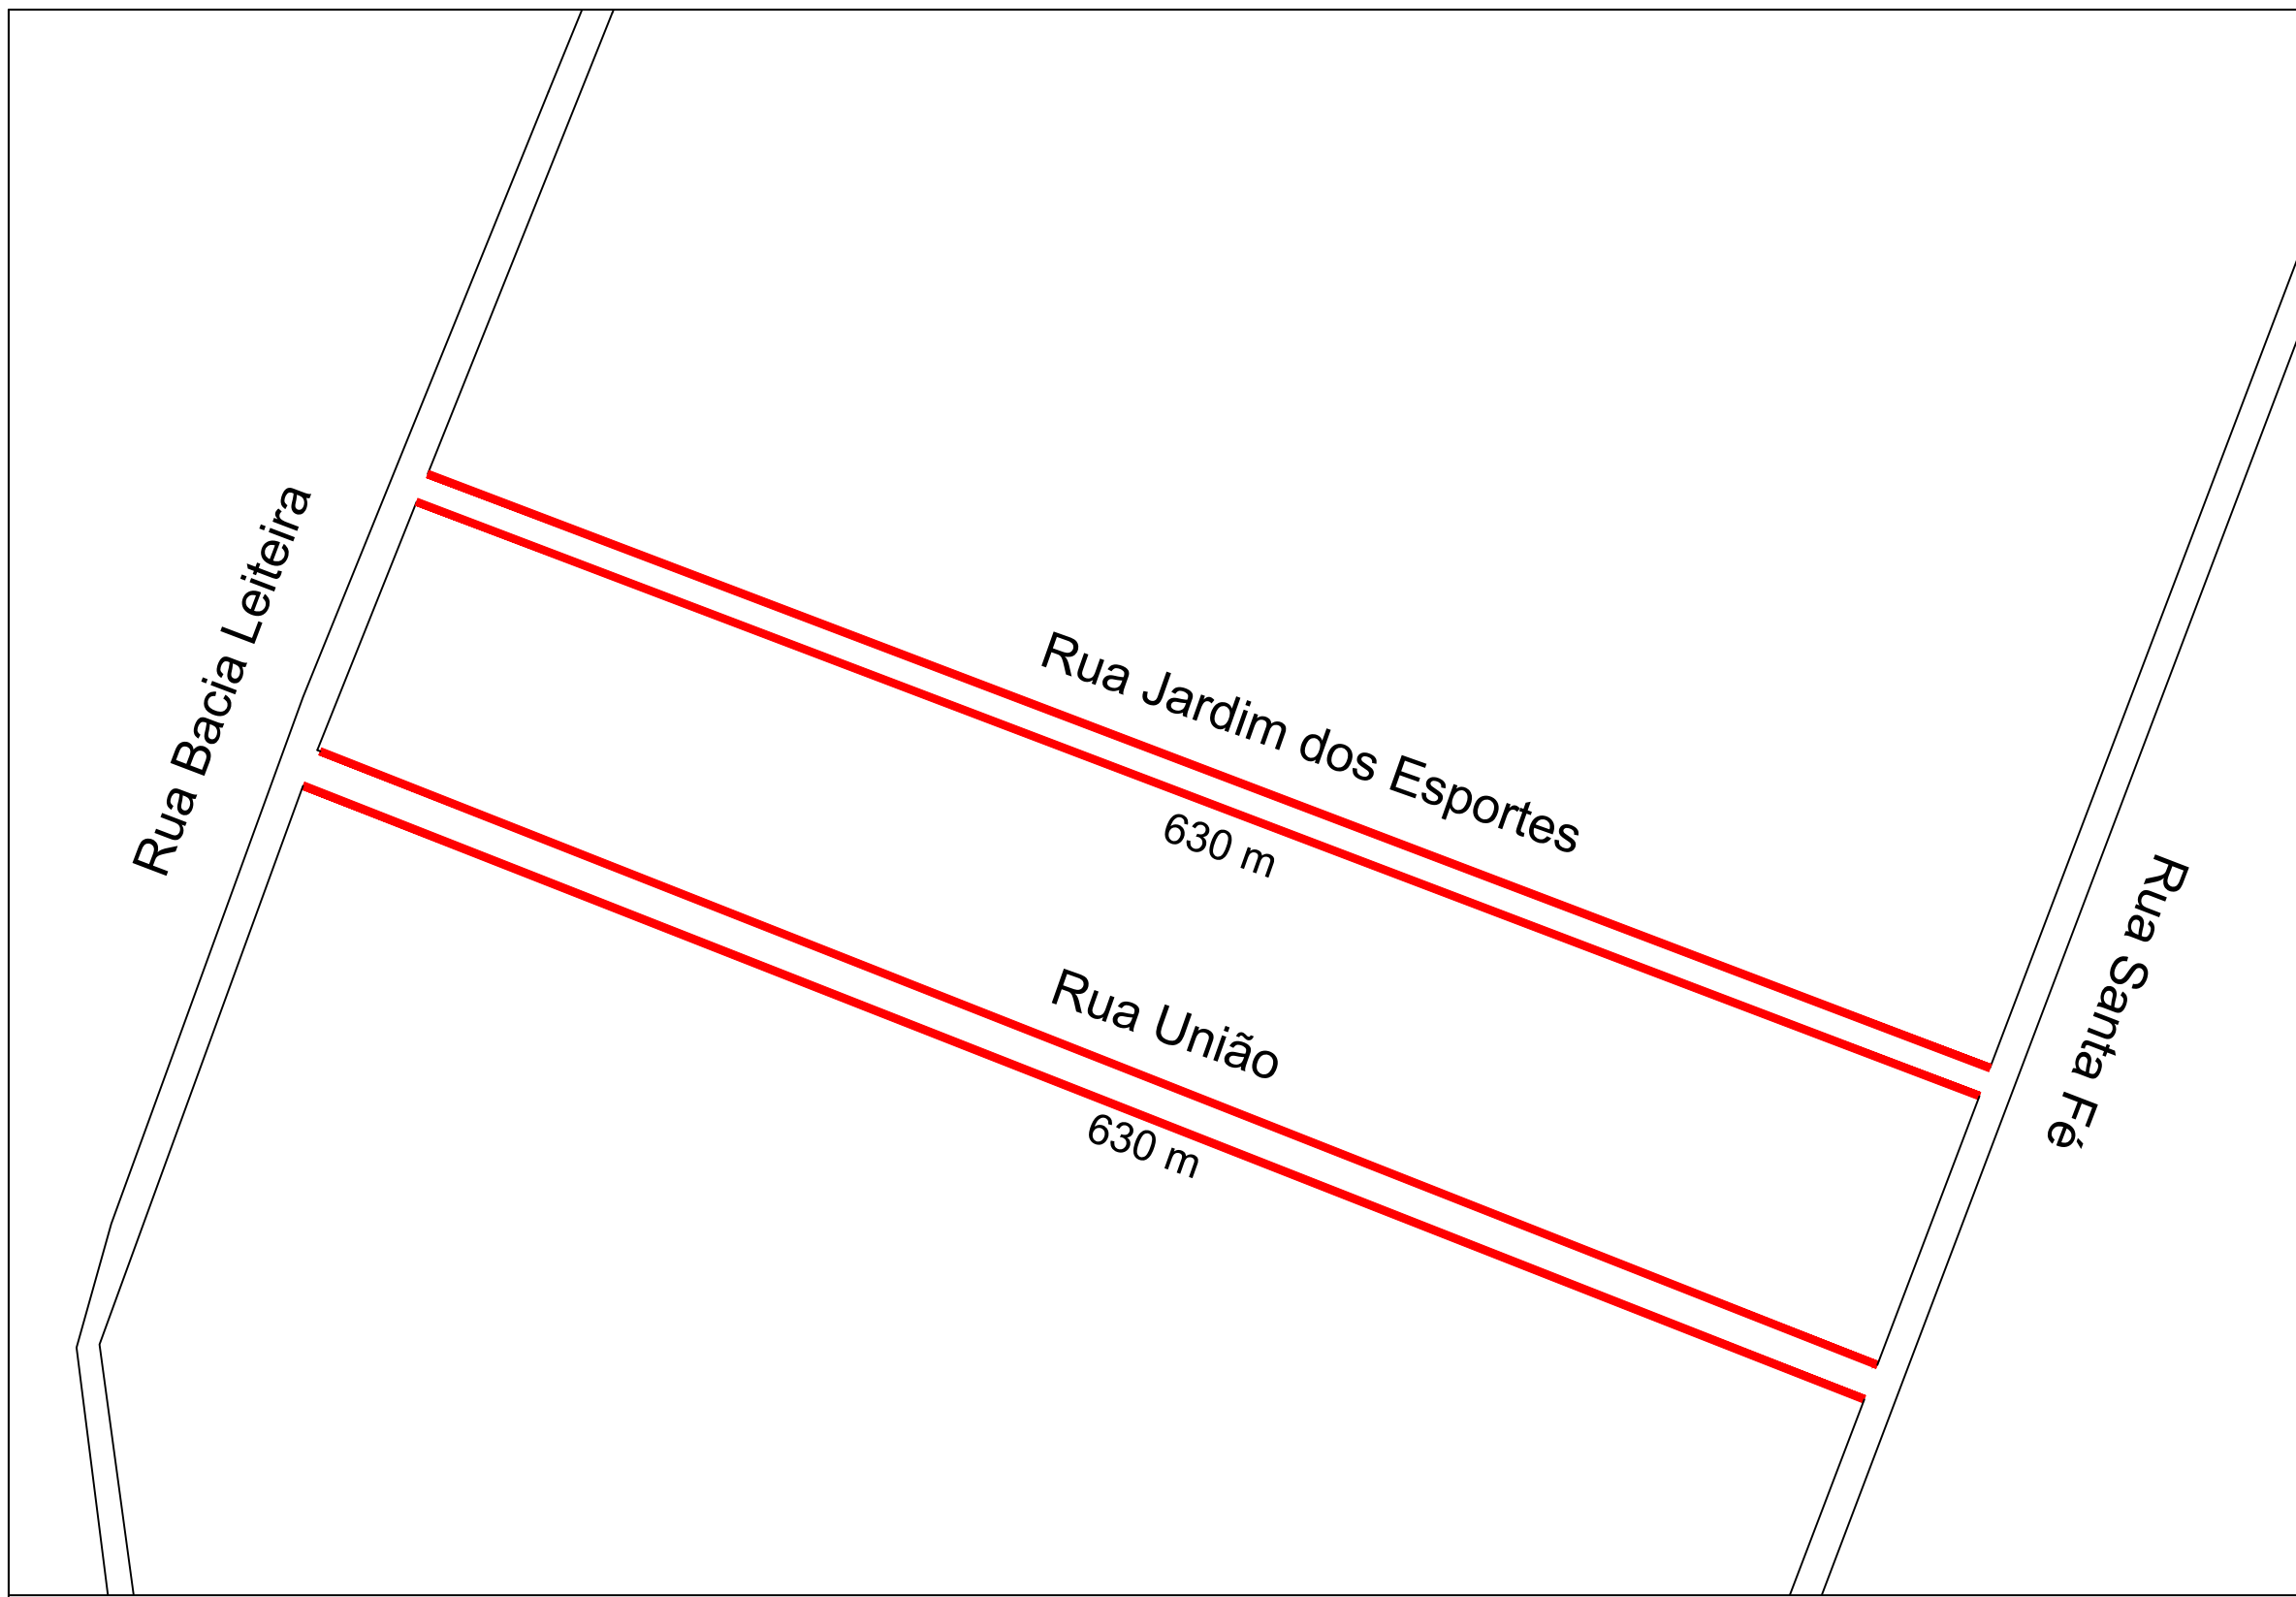 Rua Bacia Leiteira
Rua Jardim dos Esportes
630 m
Rua União
630 m
Rua Santa Fé